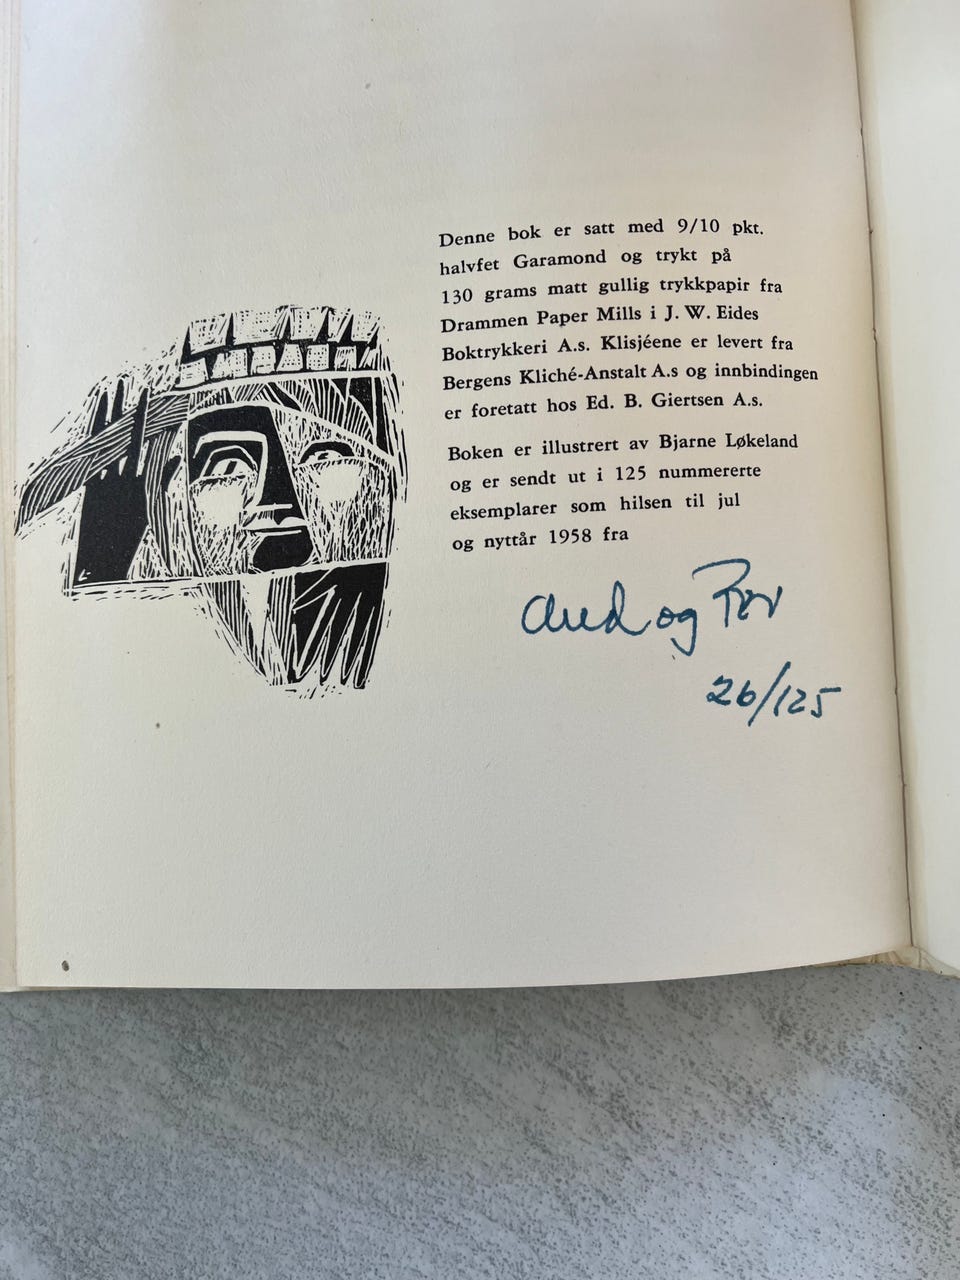 Denne bok er satt med 9/10 pkt.
halvfet Garamond og trykt på
130 grams matt gullig trykkpapir fra
Drammen Paper Mills i J. W. Eides
Boktrykkeri A.s. Klisjéene er levert fra
Bergens Kliché-Anstalt A.s og innbindingen
er foretatt hos Ed. B. Giertsen A.s.
Boken er illustrert av Bjarne Løkeland
og er sendt ut i 125 nummererte
eksemplarer som hilsen til jul
og nyttår 1958 fra
og
26/125